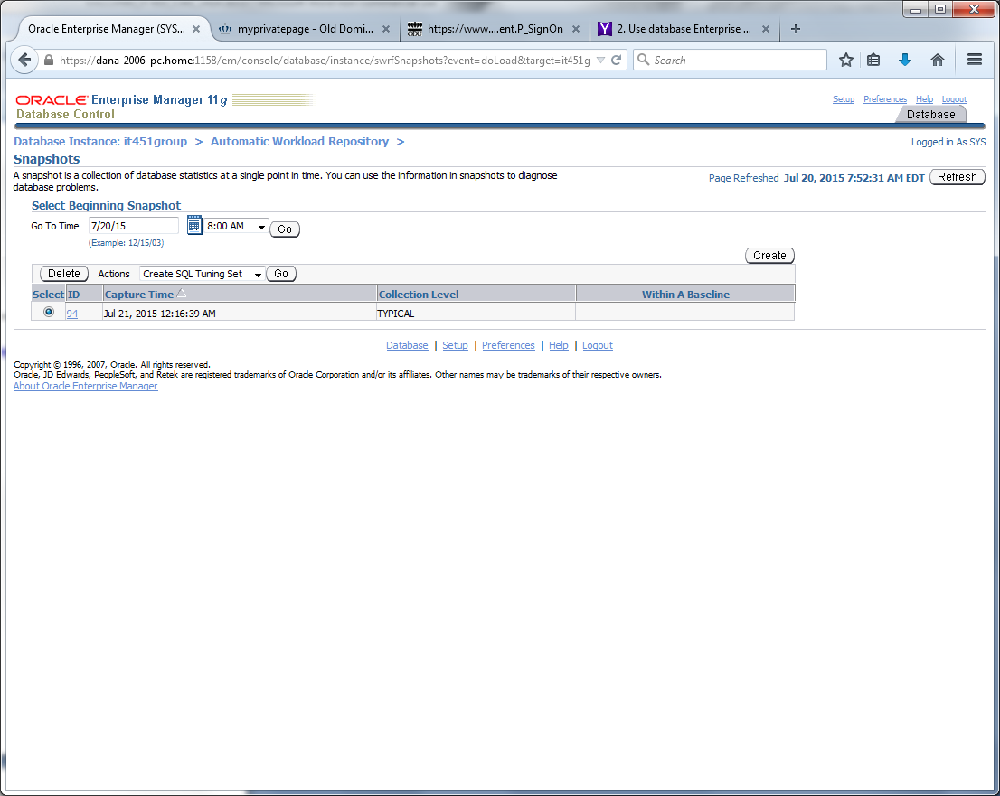 Oracle Enterprise Manager (SYS...
myprivatepage - Old Domi...
https://www....ent.P_SignOn
2. Use database Enterprise ...
https://dana-2006-pc.home:1158/em/console/database/instance/swrfSnapshots?event=doLoad&target=it451g
Search
ORACLE Enterprise Manager 11g
Database Control
Setup Preferences Help Logout
Database
Database Instance: it451group > Automatic Workload Repository >
Logged in As SYS
Snapshots
A snapshot is a collection of database statistics at a single point in time. You can use the information in snapshots to diagnose
database problems.
Page Refreshed Jul 20, 2015 7:52:31 AM EDT Refresh
Select Beginning Snapshot
Go To Time 7/20/15 8:00 AM Go
(Example: 12/15/03)
Create
Delete Actions Create SQL Tuning Set Go
Select ID Capture Time Collection Level Within A Baseline
94 Jul 21, 2015 12:16:39 AM TYPICAL
Database | Setup | Preferences | Help | Logout
Copyright © 1996, 2007, Oracle. All rights reserved.
Oracle, JD Edwards, PeopleSoft, and Retek are registered trademarks of Oracle Corporation and/or its affiliates. Other names may be trademarks of their respective owners.
About Oracle Enterprise Manager